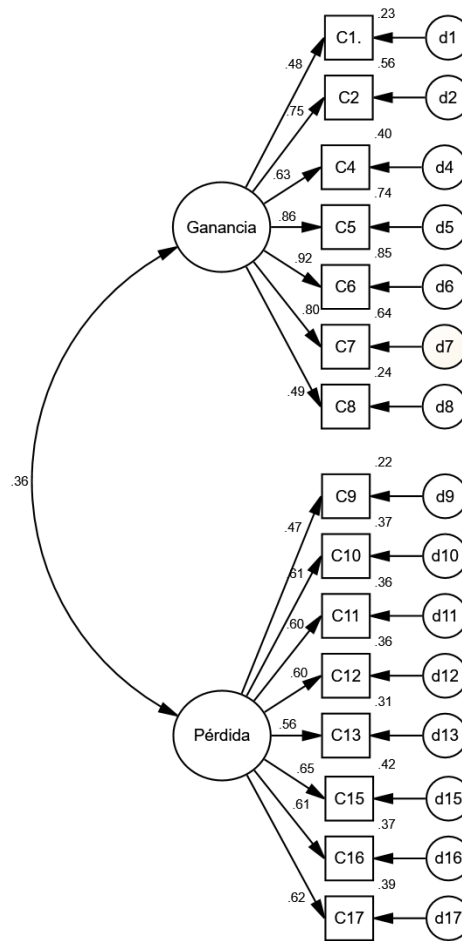 .23
.48
C1.
d1
.56
.75
C2
d2
.40
.63
C4
d4
.74
Ganancia
.86
C5
d5
.85
.92
C6
d6
.64
.80
C7
d7
.24
.49
C8
d8
.36
.22
.47
C9
d9
.37
.61
C10
d10
.36
.60
C11
d11
.36
.60
C12
d12
.31
Pérdida
.56
C13
d13
.42
.65
C15
d15
.37
.61
C16
d16
.39
.62
C17
d17